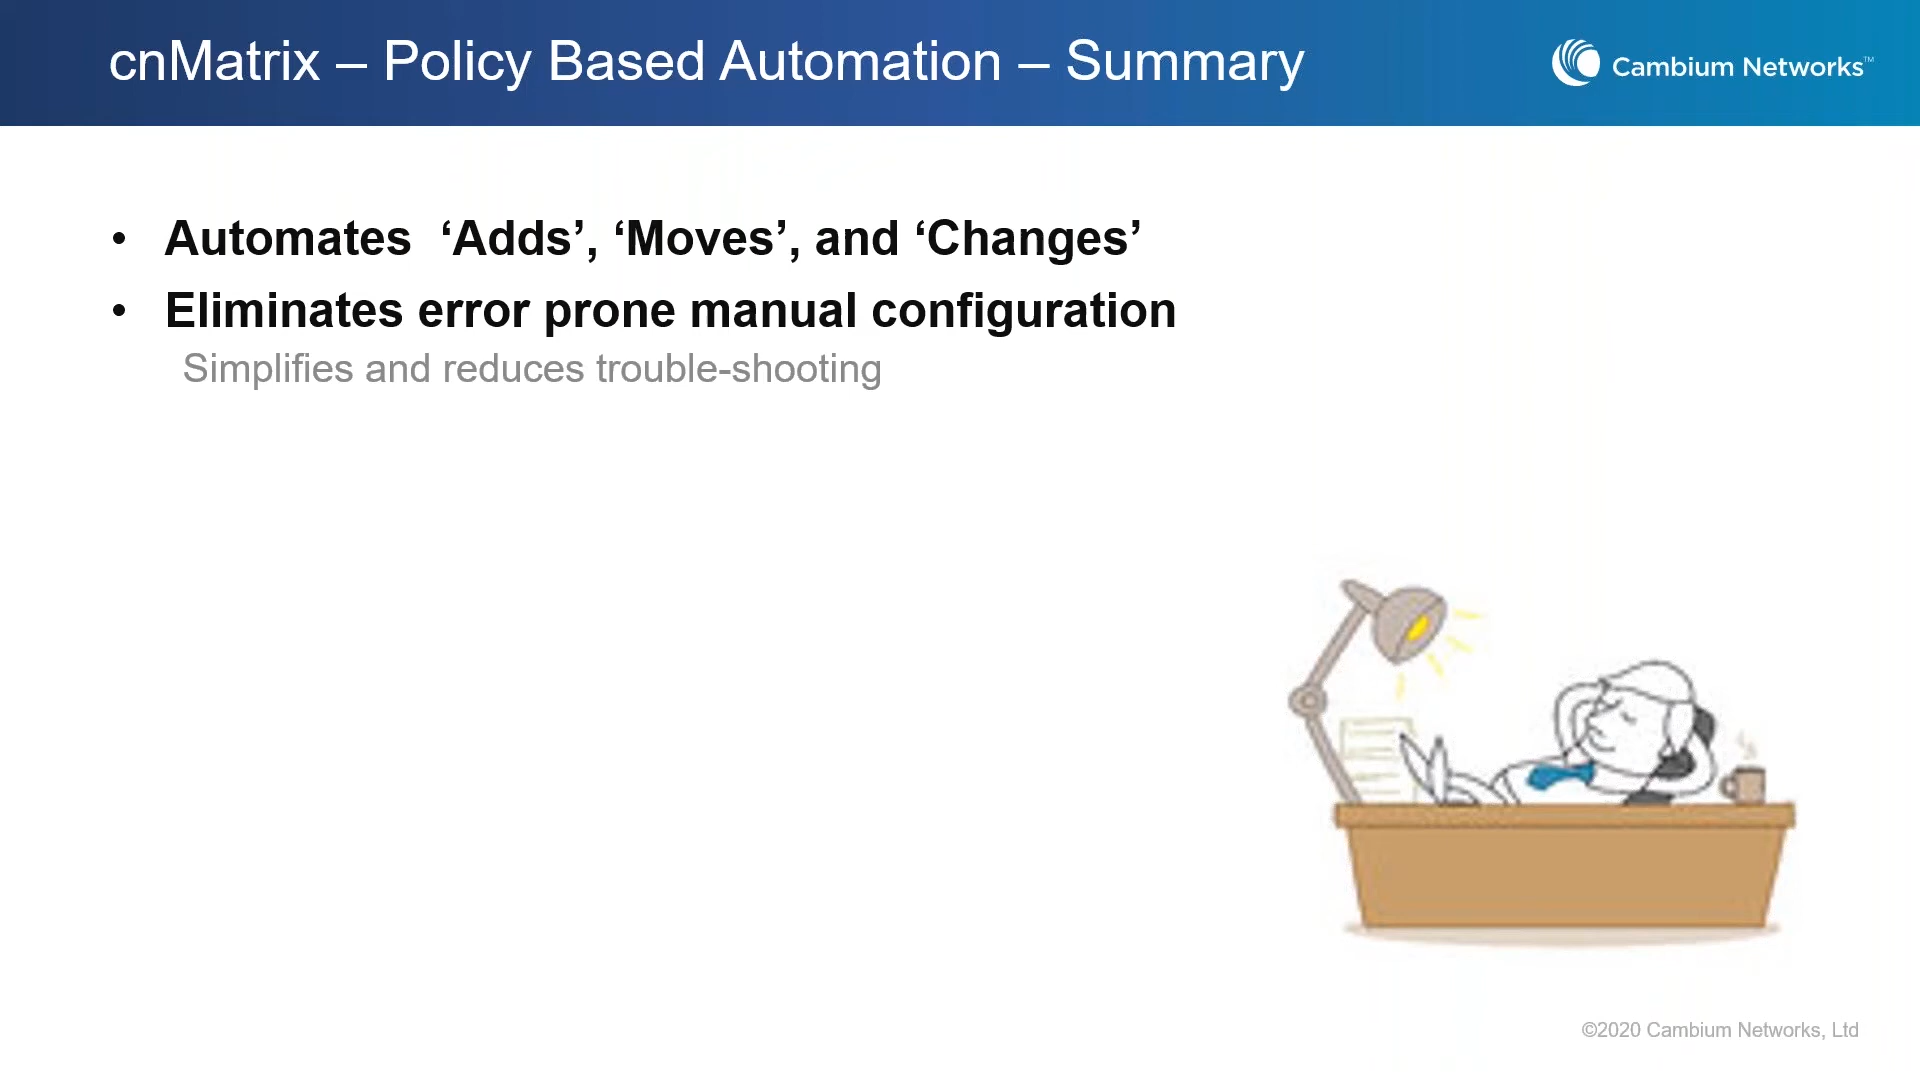 cnMatrix – Policy Based Automation – Summary
Cambium Networks™
• Automates  ‘Adds’, ‘Moves’, and ‘Changes’
• Eliminates error prone manual configuration
Simplifies and reduces trouble-shooting
©2020 Cambium Networks, Ltd